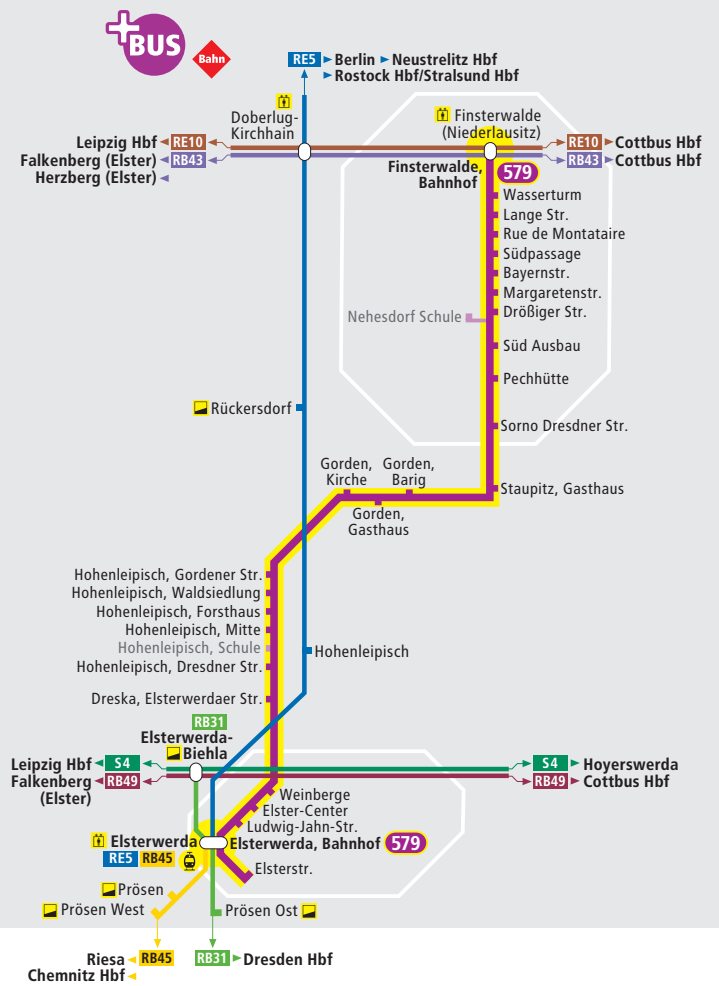 +BUS
Bahn
RE5 Berlin Neustrelitz Hbf
Rostock Hbf/Stralsund Hbf
Doberlug-
Kirchhain
Finsterwalde
(Niederlausitz)
Leipzig Hbf RE10
Falkenberg (Elster) RB43
Herzberg (Elster)
RE10 Cottbus Hbf
RB43 Cottbus Hbf
Finsterwalde,
Bahnhof
579
Wasserturm
Lange Str.
Rue de Montataire
Südpassage
Bayernstr.
Margaretenstr.
Drößiger Str.
Nehesdorf Schule
Süd Ausbau
Pechhütte
Rückersdorf
Sorno Dresdner Str.
Gorden,
Kirche
Gorden,
Barig
Staupitz, Gasthaus
Gorden,
Gasthaus
Hohenleipisch, Gordener Str.
Hohenleipisch, Waldsiedlung
Hohenleipisch, Forsthaus
Hohenleipisch, Mitte
Hohenleipisch, Schule
Hohenleipisch
Hohenleipisch, Dresdner Str.
Dreska, Elsterwerdaer Str.
RB31
Elsterwerda-
Biehla
Leipzig Hbf S4
Falkenberg RB49
(Elster)
S4 Hoyerswerda
RB49 Cottbus Hbf
Weinberge
Elster-Center
Ludwig-Jahn-Str.
Elsterwerda
RE5 RB45
Elsterwerda, Bahnhof 579
Elsterstr.
Prösen
Prösen West
Prösen Ost
Riesa RB45
Chemnitz Hbf
RB31 Dresden Hbf